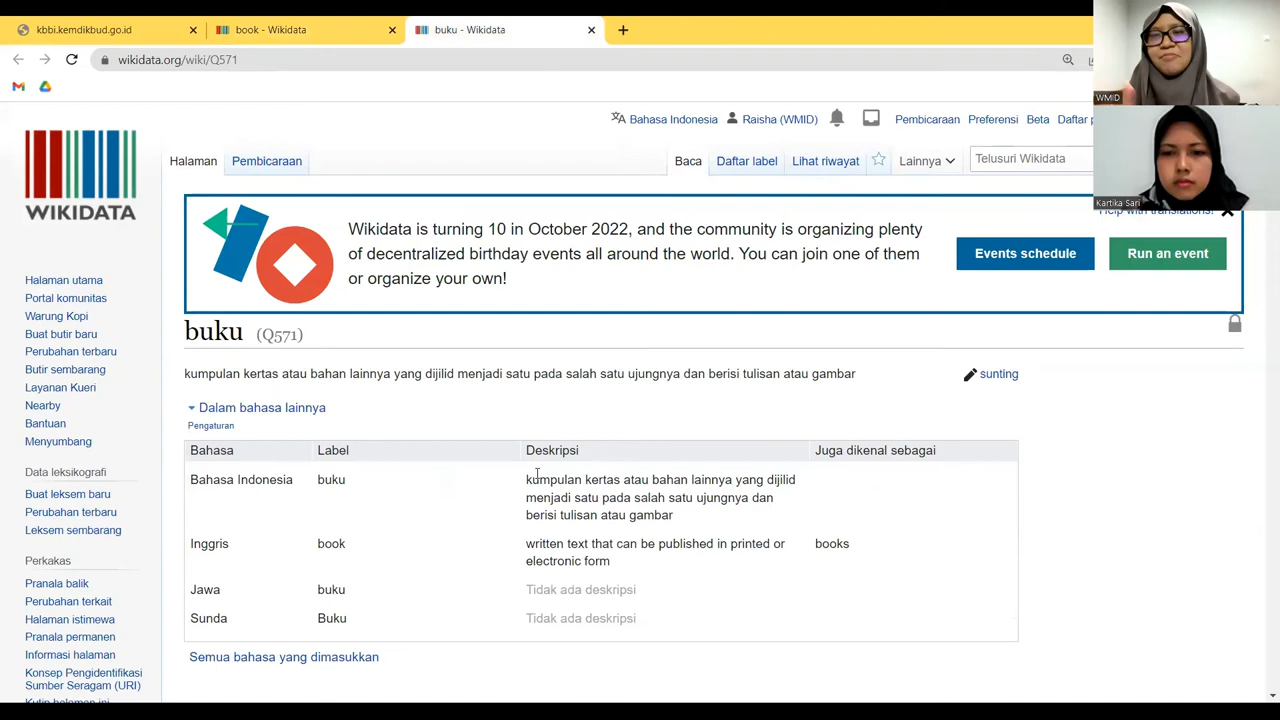 kbbi.kemdikbud.go.id
book - Wikidata
buku - Wikidata
wikidata.org/wiki/Q571
WMID
Kartika Sari
Bahasa Indonesia Raisha (WMID) Pembicaraan Preferensi Beta Daftar
WIKIDATA
Halaman Pembicaraan Baca Daftar label Lihat riwayat Lainnya Telusuri Wikidata
Help with translations!
Wikidata is turning 10 in October 2022, and the community is organizing plenty
of decentralized birthday events all around the world. You can join one of them
or organize your own!
Events schedule Run an event
Halaman utama
Portal komunitas
Warung Kopi
Buat butir baru
Perubahan terbaru
Butir sembarang
Layanan Kueri
Nearby
Bantuan
Menyumbang
Data leksikografi
Buat leksem baru
Perubahan terbaru
Leksem sembarang
Perkakas
Pranala balik
Perubahan terkait
Halaman istimewa
Pranala permanen
Informasi halaman
Konsep Pengidentifikasi
Sumber Seragam (URI)
buku (Q571)
kumpulan kertas atau bahan lainnya yang dijilid menjadi satu pada salah satu ujungnya dan berisi tulisan atau gambar
sunting
Dalam bahasa lainnya
Pengaturan
Bahasa Label Deskripsi Juga dikenal sebagai
Bahasa Indonesia buku kumpulan kertas atau bahan lainnya yang dijilid
menjadi satu pada salah satu ujungnya dan
berisi tulisan atau gambar
Inggris book written text that can be published in printed or books
electronic form
Jawa buku Tidak ada deskripsi
Sunda Buku Tidak ada deskripsi
Semua bahasa yang dimasukkan